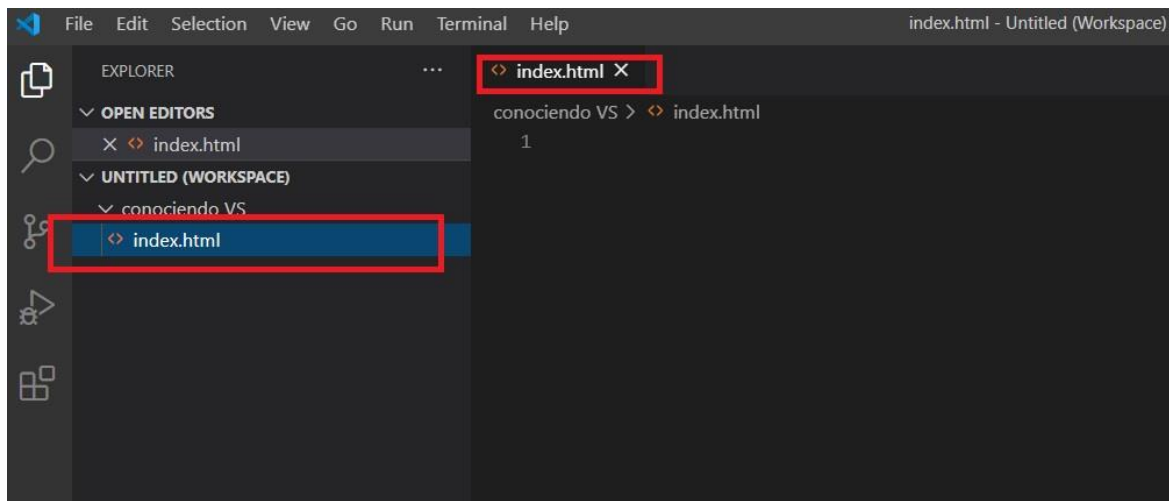 File Edit Selection View Go Run Terminal Help index.html - Untitled (Workspace)
EXPLORER
OPEN EDITORS
index.html
UNTITLED (WORKSPACE)
conociendo VS
index.html
index.html
conociendo VS > index.html
1